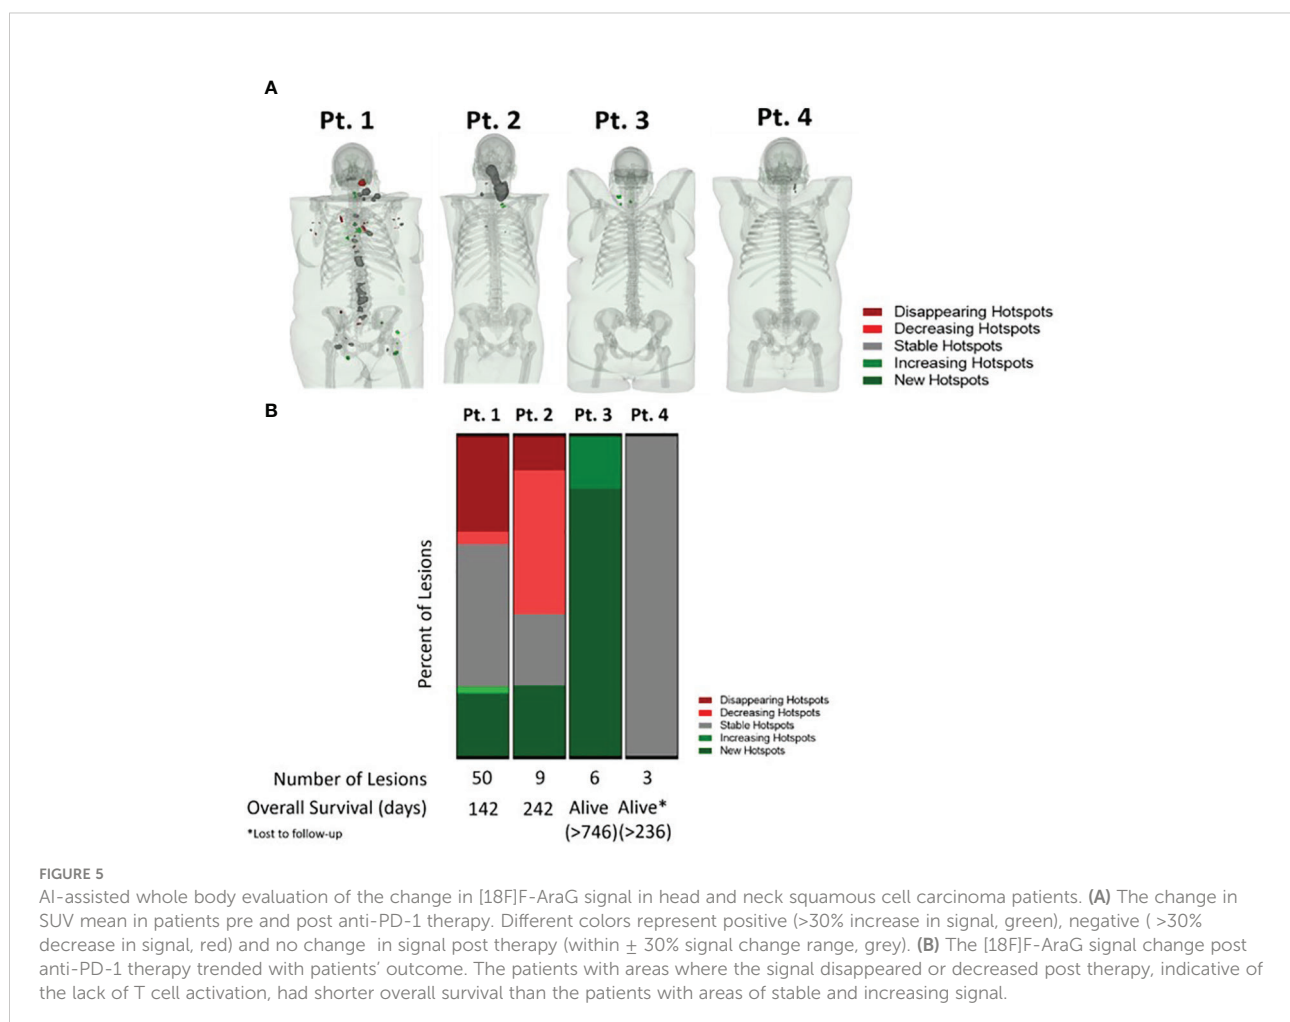 A
Pt. 1 Pt. 2 Pt. 3 Pt. 4
Disappearing Hotspots
Decreasing Hotspots
Stable Hotspots
Increasing Hotspots
New Hotspots
B
Pt. 1 Pt. 2 Pt. 3 Pt. 4
Percent of Lesions
Disappearing Hotspots
Decreasing Hotspots
Stable Hotspots
Increasing Hotspots
New Hotspots
Number of Lesions 50 9 6 3
Overall Survival (days) 142 242 Alive Alive*
*Lost to follow-up (>746) (>236)
FIGURE 5
AI-assisted whole body evaluation of the change in [18F]F-AraG signal in head and neck squamous cell carcinoma patients. (A) The change in
SUV mean in patients pre and post anti-PD-1 therapy. Different colors represent positive (>30% increase in signal, green), negative ( >30%
decrease in signal, red) and no change in signal post therapy (within ± 30% signal change range, grey). (B) The [18F]F-AraG signal change post
anti-PD-1 therapy trended with patients' outcome. The patients with areas where the signal disappeared or decreased post therapy, indicative of
the lack of T cell activation, had shorter overall survival than the patients with areas of stable and increasing signal.